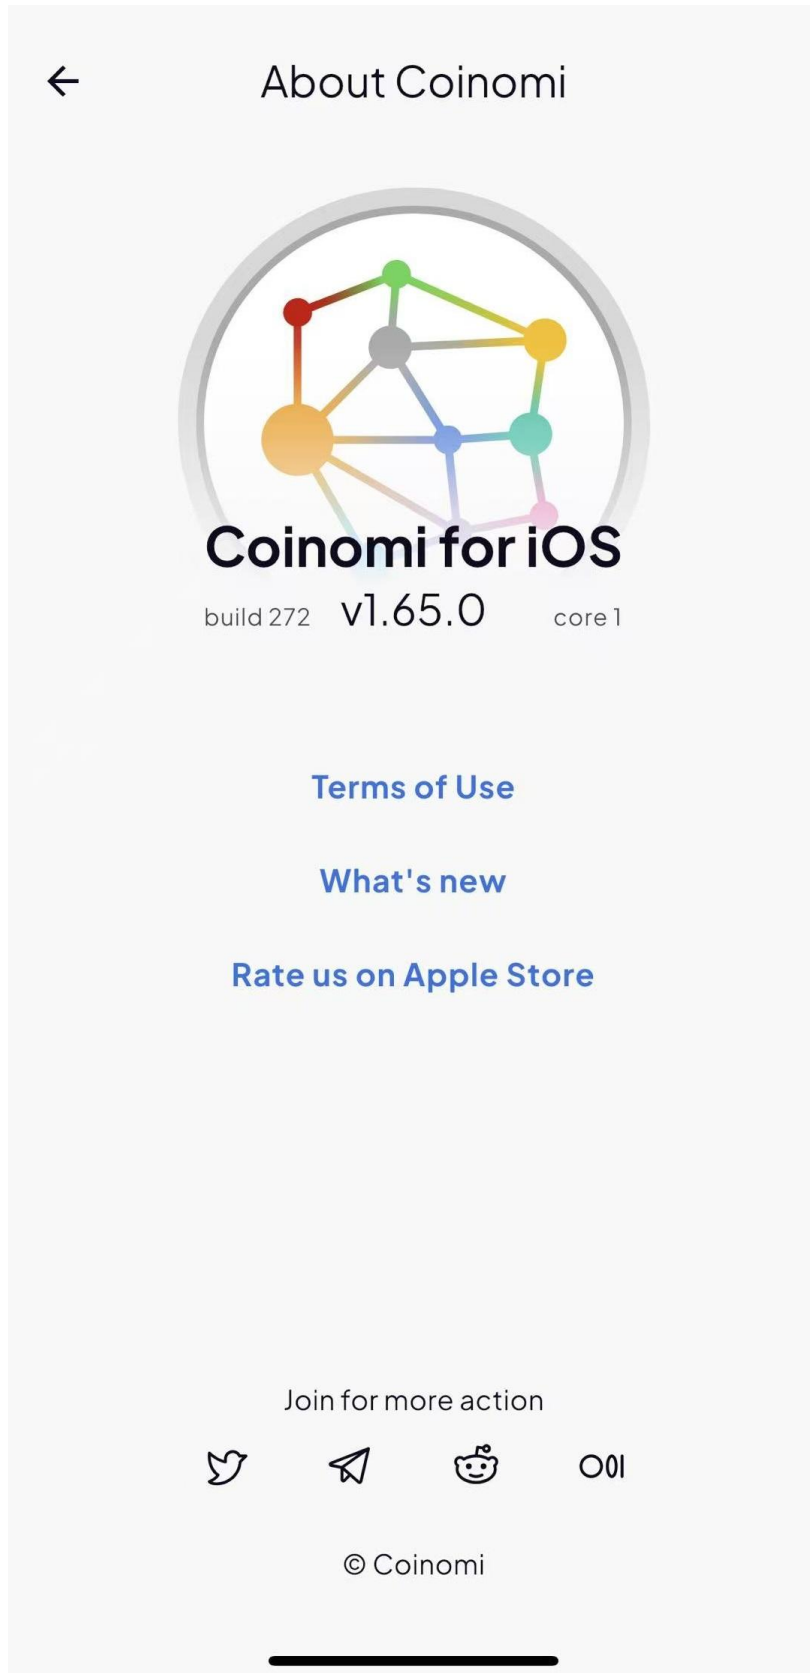 About Coinomi
Coinomi for iOS
build 272 v1.65.0 core 1
Terms of Use
What's new
Rate us on Apple Store
Join for more action
© Coinomi